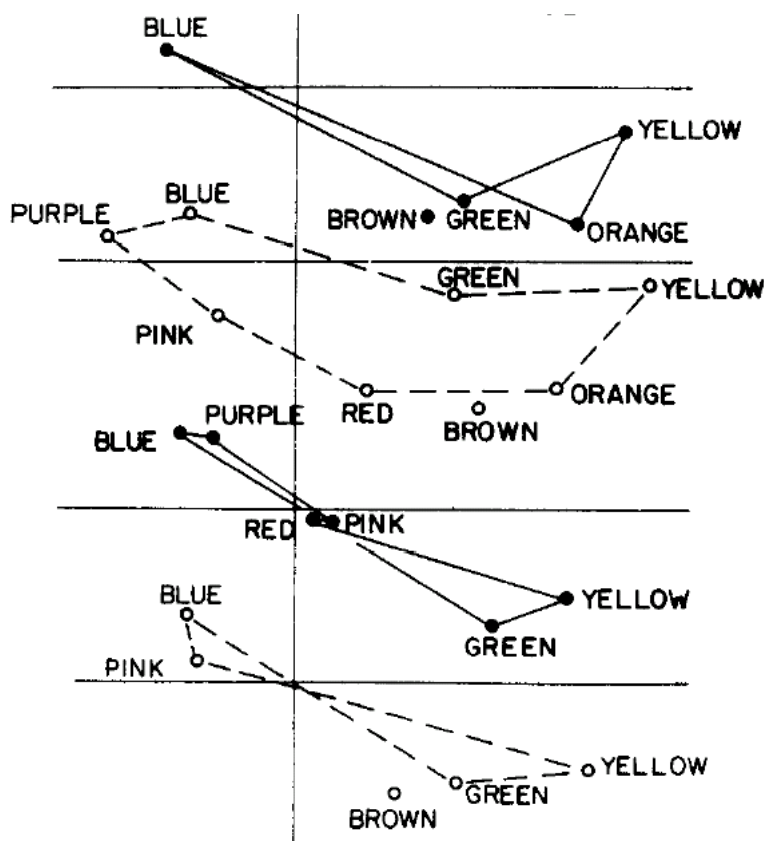 BLUE
YELLOW
BROWN GREEN
ORANGE
PURPLE
BLUE
GREEN
YELLOW
PINK
RED
BROWN
ORANGE
PURPLE
BLUE
RED PINK
YELLOW
GREEN
BLUE
PINK
YELLOW
GREEN
BROWN